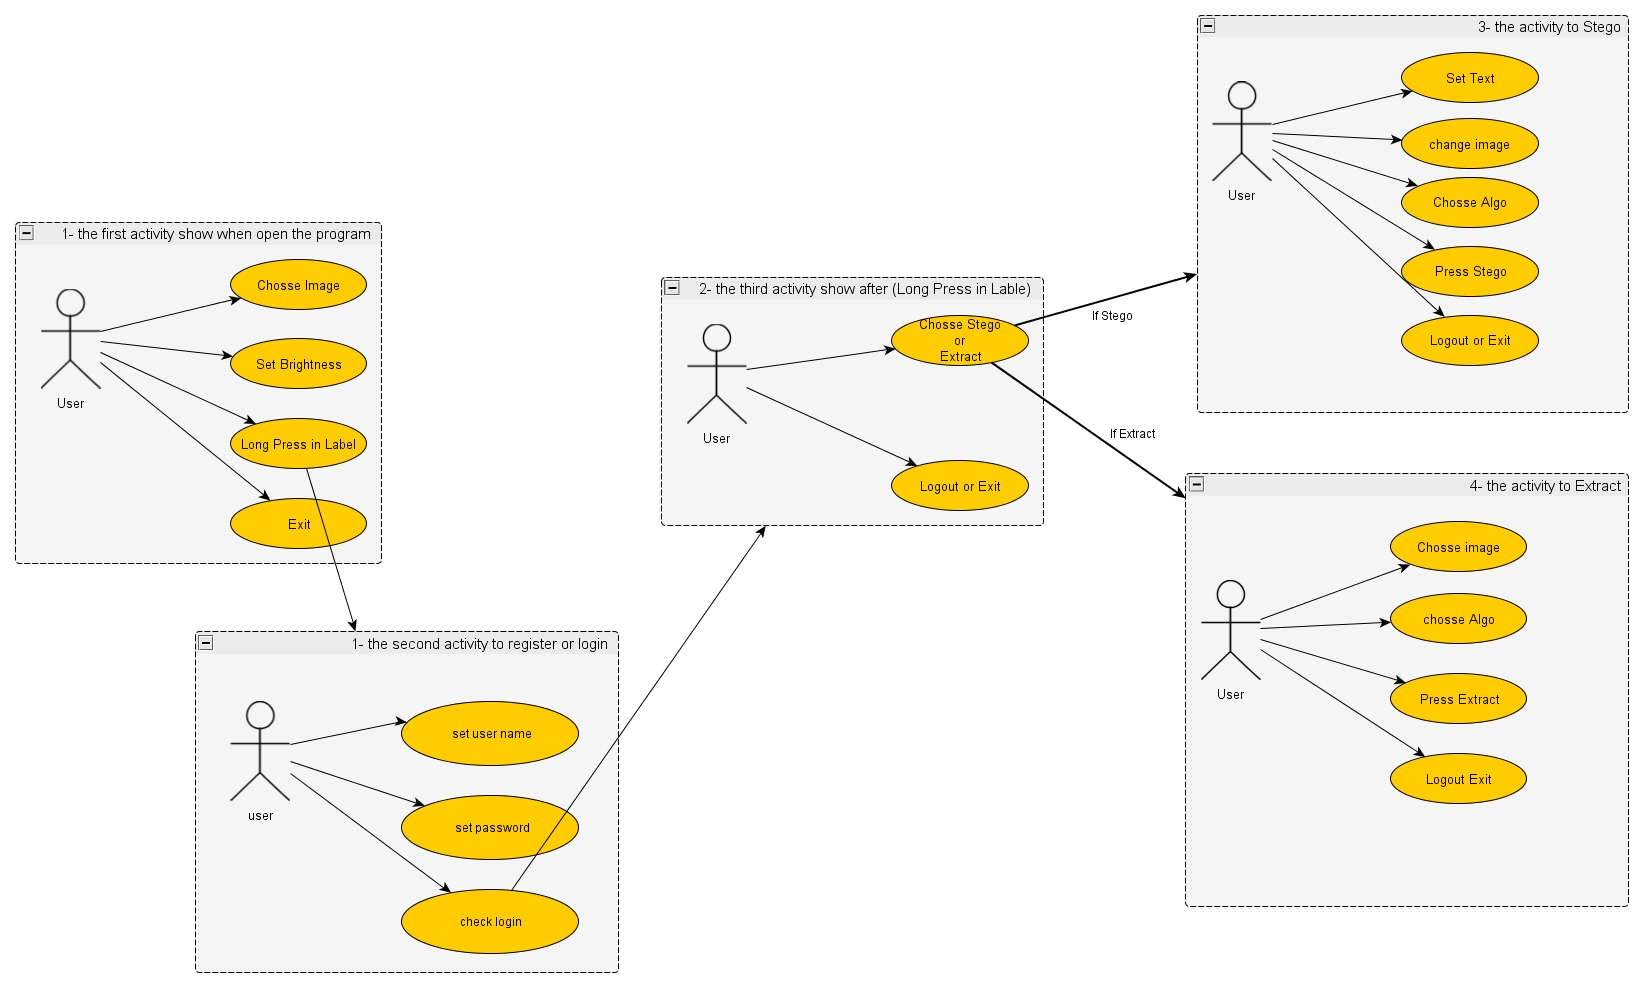 1- the first activity show when open the program
Chosse Image
Set Brightness
Long Press in Label
Exit
User
1- the second activity to register or login
set user name
set password
check login
user
2- the third activity show after (Long Press in Lable)
Chosse Stego
or
Extract
Logout or Exit
User
If Stego
If Extract
3- the activity to Stego
Set Text
change image
Chosse Algo
Press Stego
Logout or Exit
User
4- the activity to Extract
Chosse image
chosse Algo
Press Extract
Logout Exit
User